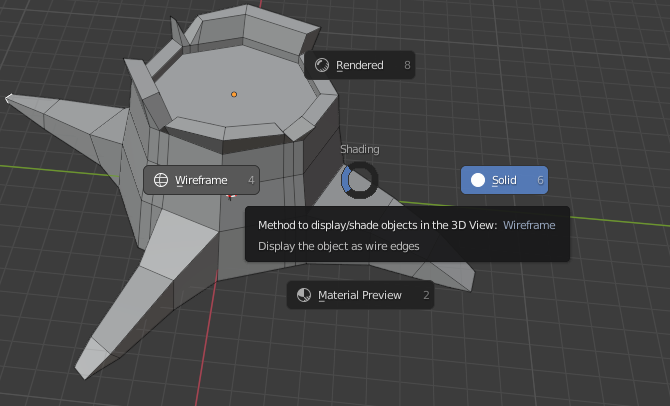 Rendered 8
Shading
Wireframe 4
Solid 6
Method to display/shade objects in the 3D View: Wireframe
Display the object as wire edges
Material Preview 2